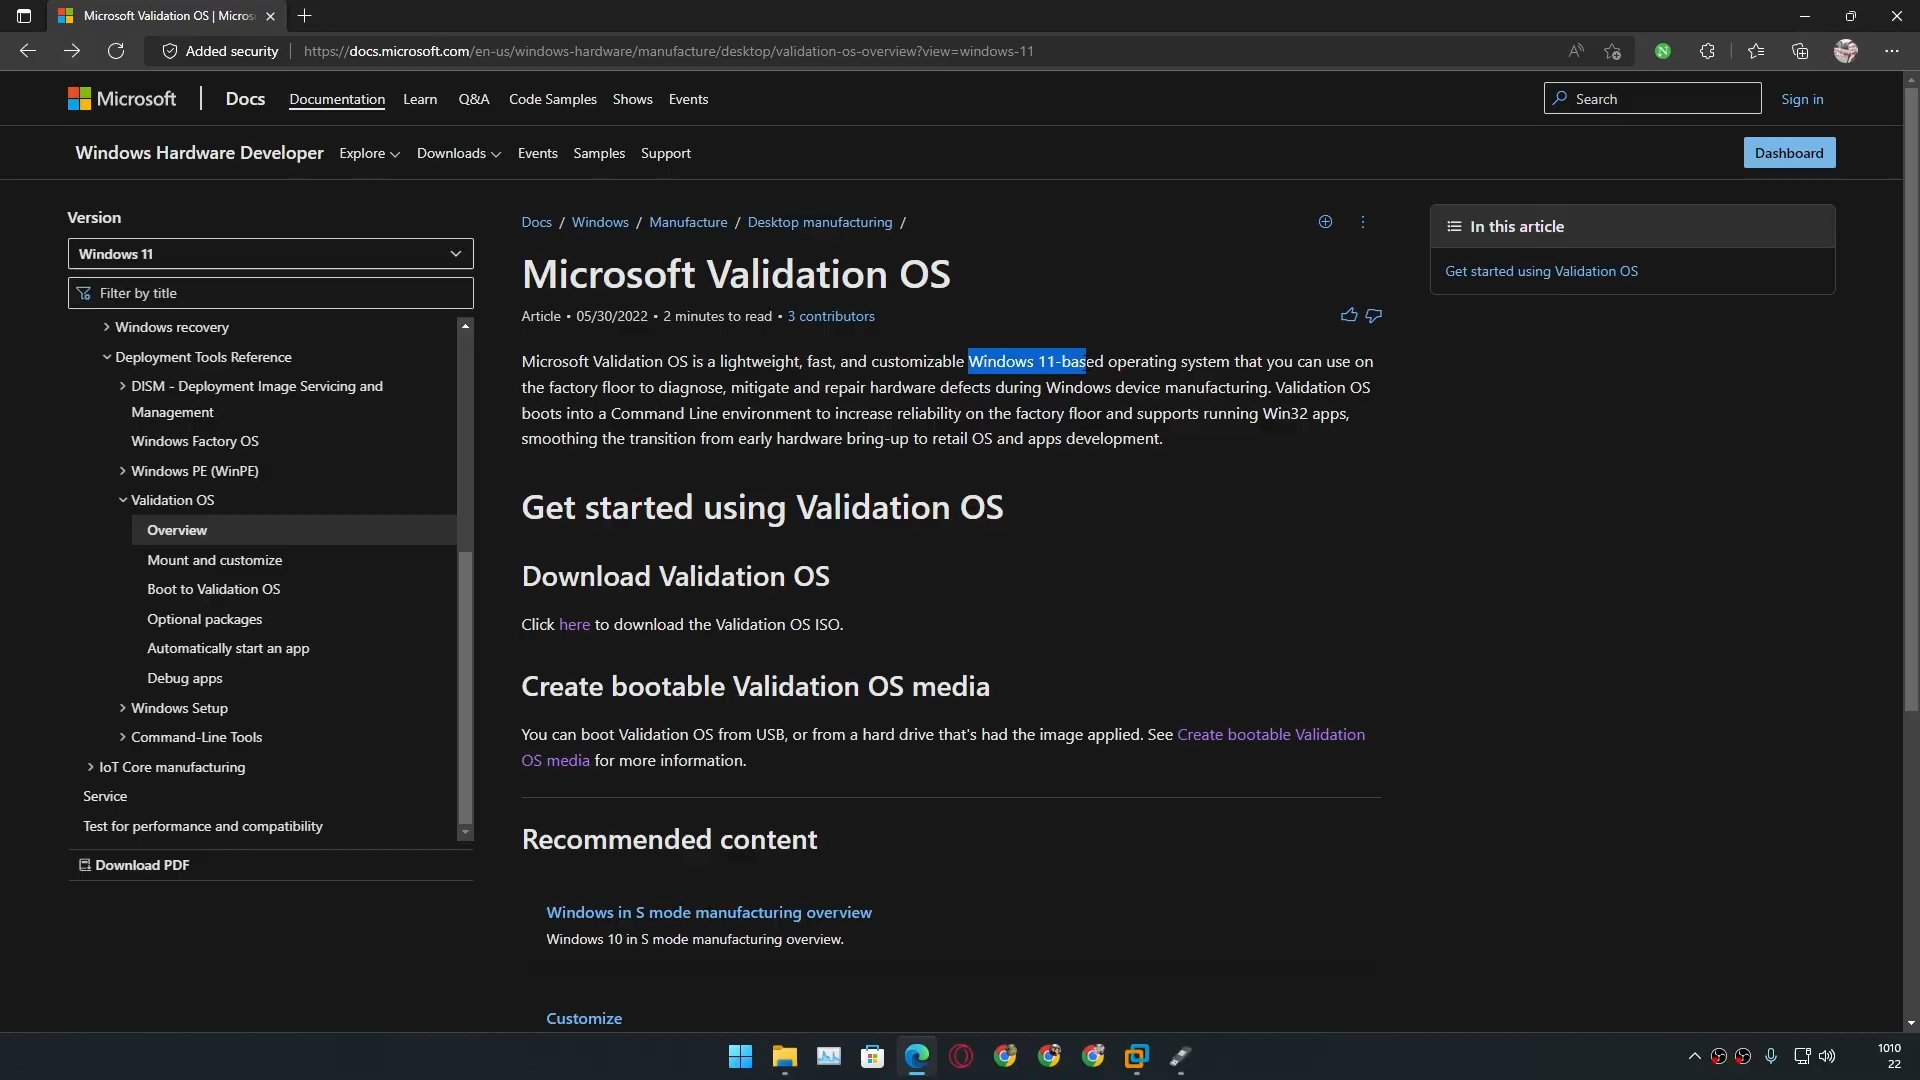 Microsoft Validation OS | Micros
Added security
https://docs.microsoft.com/en-us/windows-hardware/manufacture/desktop/validation-os-overview?view=windows-11
Microsoft
Docs
Documentation
Learn
Q&A
Code Samples
Shows
Events
Search
Sign in
Windows Hardware Developer
Explore
Downloads
Events
Samples
Support
Dashboard
Version
Windows 11
Filter by title
Windows recovery
Deployment Tools Reference
DISM - Deployment Image Servicing and
Management
Windows Factory OS
Windows PE (WinPE)
Validation OS
Overview
Mount and customize
Boot to Validation OS
Optional packages
Automatically start an app
Debug apps
Windows Setup
Command-Line Tools
IoT Core manufacturing
Service
Test for performance and compatibility
Download PDF
Docs / Windows / Manufacture / Desktop manufacturing /
Microsoft Validation OS
Article • 05/30/2022 • 2 minutes to read • 3 contributors
Microsoft Validation OS is a lightweight, fast, and customizable Windows 11-based operating system that you can use on
the factory floor to diagnose, mitigate and repair hardware defects during Windows device manufacturing. Validation OS
boots into a Command Line environment to increase reliability on the factory floor and supports running Win32 apps,
smoothing the transition from early hardware bring-up to retail OS and apps development.
Get started using Validation OS
Download Validation OS
Click here to download the Validation OS ISO.
Create bootable Validation OS media
You can boot Validation OS from USB, or from a hard drive that's had the image applied. See Create bootable Validation
OS media for more information.
Recommended content
Windows in S mode manufacturing overview
Windows 10 in S mode manufacturing overview.
Customize
In this article
Get started using Validation OS
1010
22